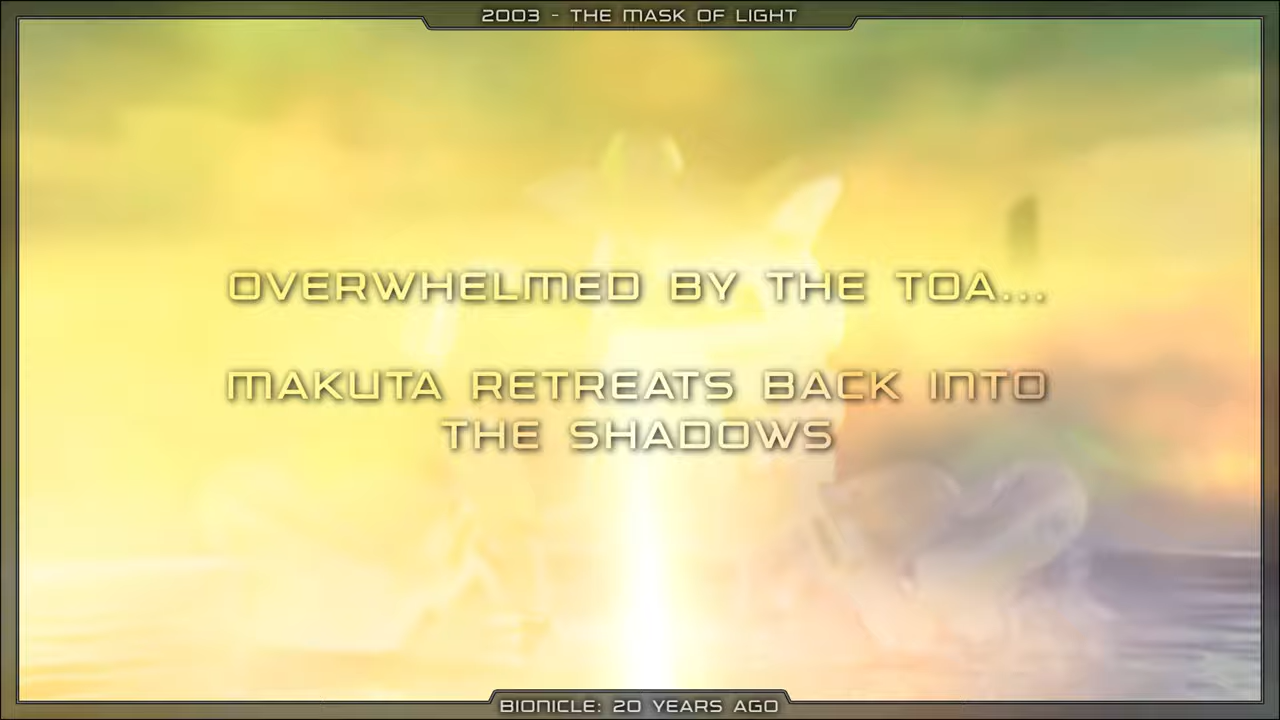 2003 - THE MASK OF LIGHT
OVERWHELMED BY THE TOA...
MAKUTA RETREATS BACK INTO
THE SHADOWS
BIONICLE: 20 YEARS AGO